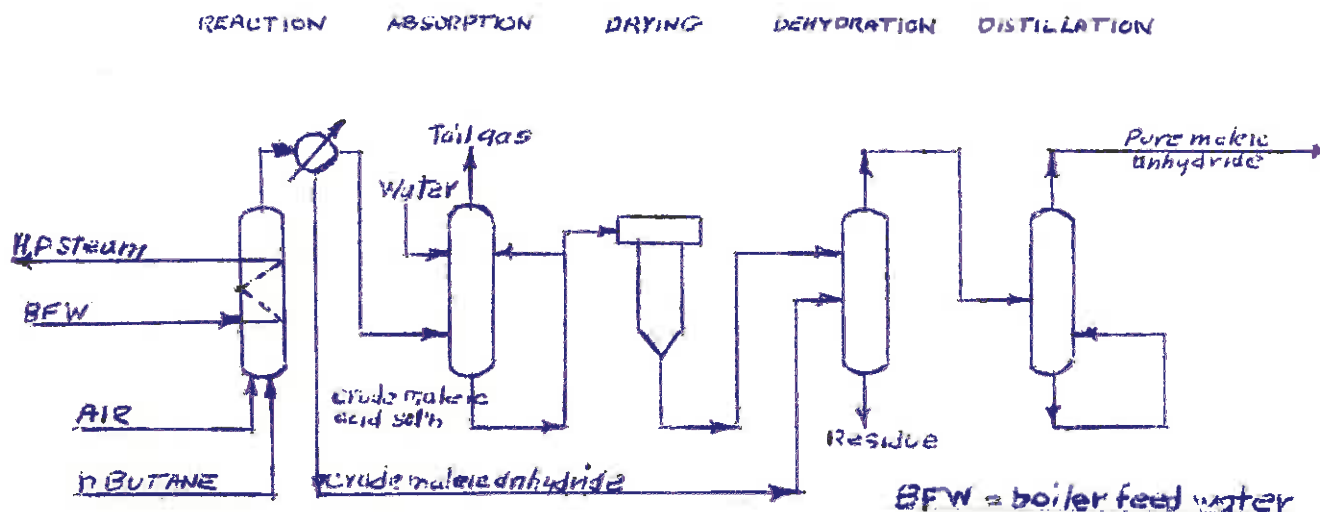 REACTION ABSORPTION DRYING DEHYDRATION DISTILLATION
Tail gas
Pure maleic
anhydride
Water
H.P Steam
BFW
crude maleic
acid sol'n
AIR
Residue
n BUTANE
crude maleic anhydride
BFW = boiler feed water